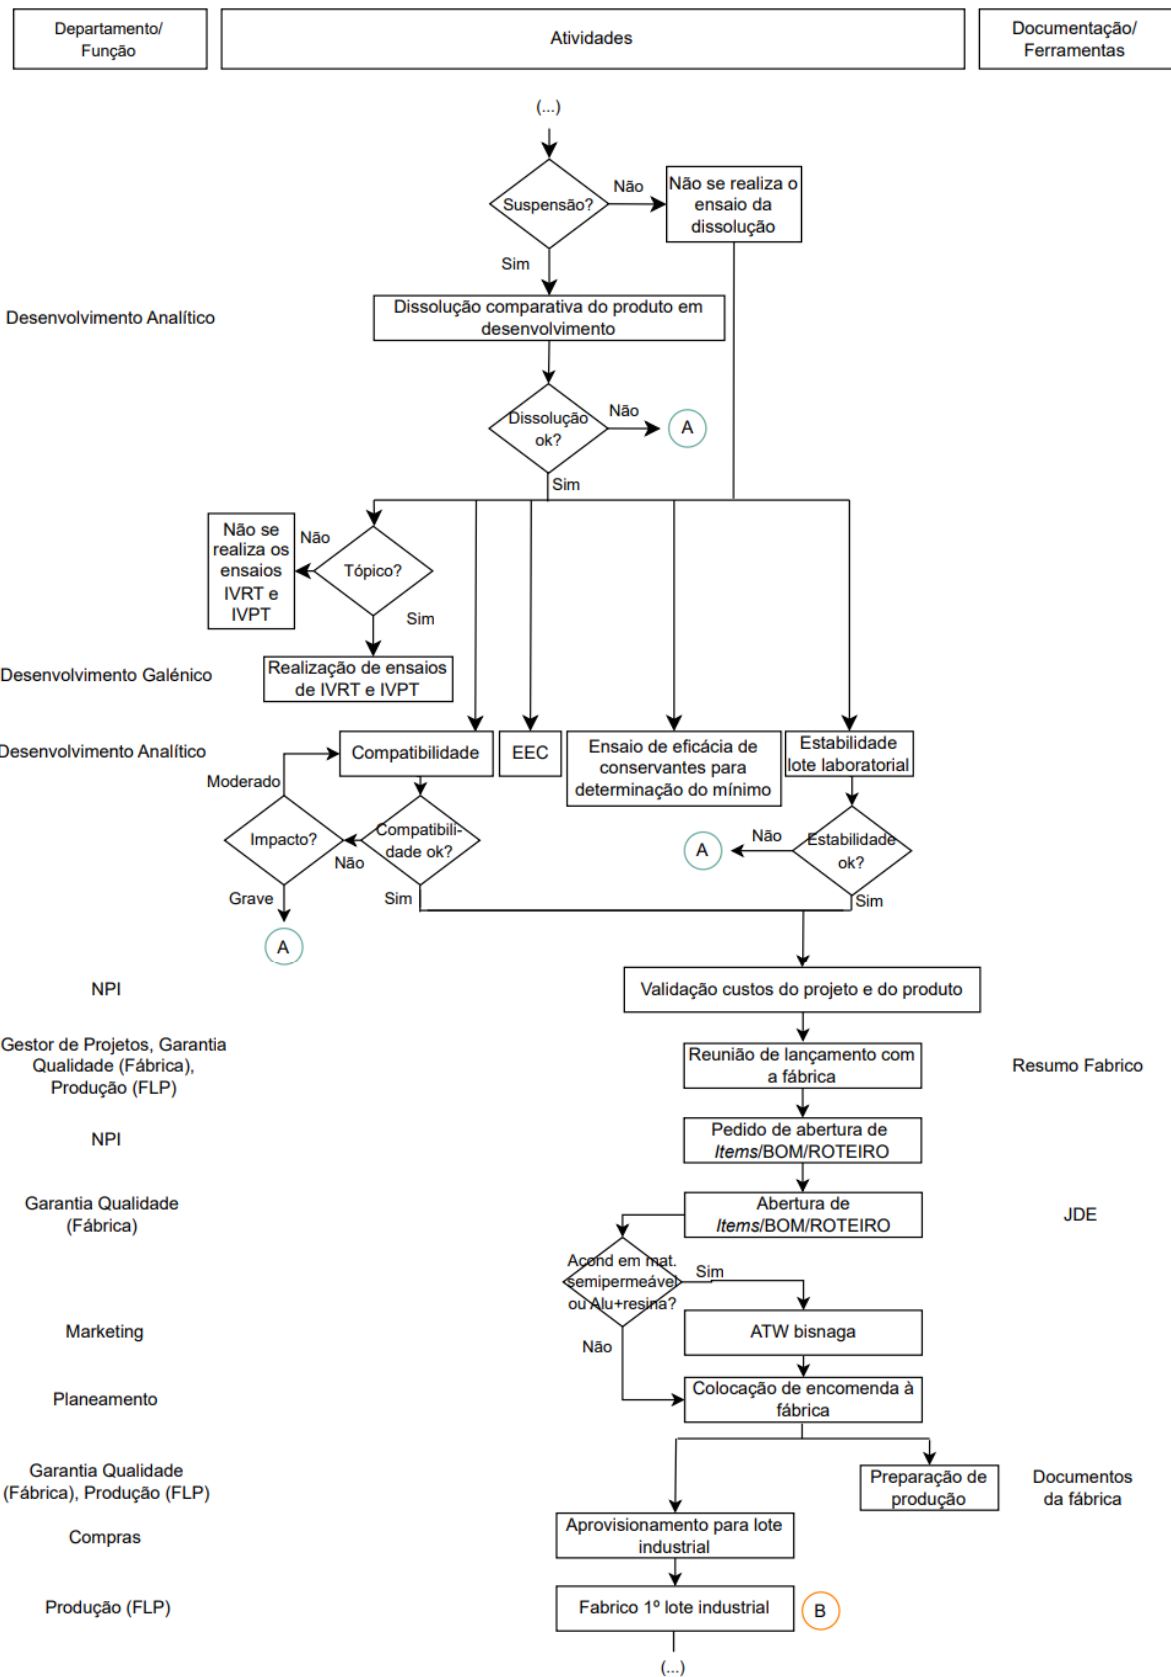 Departamento/
Função
Atividades
Documentação/
Ferramentas
(...)
Suspensão?
Não
Não se realiza o
ensaio da
dissolução
Sim
Desenvolvimento Analítico
Dissolução comparativa do produto em
desenvolvimento
Dissolução
ok?
Não
A
Sim
Não se
realiza os
ensaios
IVRT e
IVPT
Não
Tópico?
Sim
Desenvolvimento Galénico
Realização de ensaios
de IVRT e IVPT
Desenvolvimento Analítico
Compatibilidade
EEC
Ensaio de eficácia de
conservantes para
determinação do mínimo
Estabilidade
lote laboratorial
Moderado
Impacto?
Não
Compatibili-
dade ok?
A
Não
Estabilidade
ok?
Grave
Sim
Sim
A
NPI
Validação custos do projeto e do produto
Gestor de Projetos, Garantia
Qualidade (Fábrica),
Produção (FLP)
Reunião de lançamento com
a fábrica
Resumo Fabrico
NPI
Pedido de abertura de
Items/BOM/ROTEIRO
Garantia Qualidade
(Fábrica)
Abertura de
Items/BOM/ROTEIRO
JDE
Acond em mat.
semipermeável
ou Alu+resina?
Sim
Não
Marketing
ATW bisnaga
Planeamento
Colocação de encomenda à
fábrica
Garantia Qualidade
(Fábrica), Produção (FLP)
Preparação de
produção
Documentos
da fábrica
Compras
Aprovisionamento para lote
industrial
Produção (FLP)
Fabrico 1º lote industrial
B
(...)